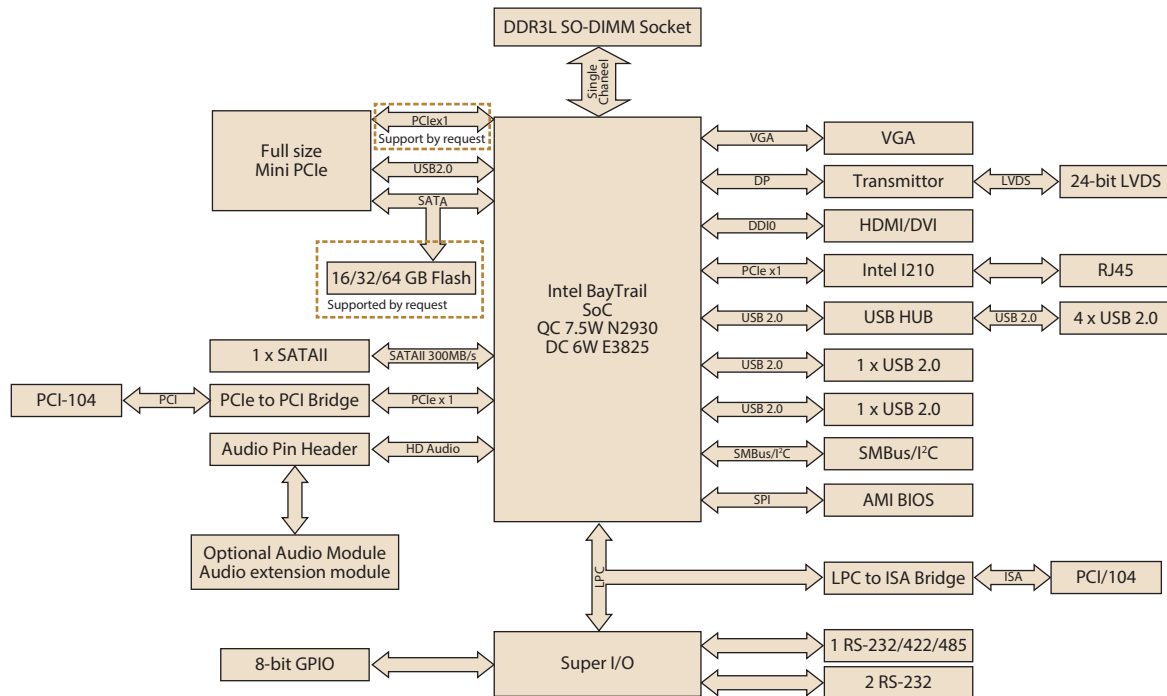 DDR3L SO-DIMM Socket
Single
Chaneel
Full size
Mini PCIe
PCIex1
Support by request
USB2.0
SATA
16/32/64 GB Flash
Supported by request
1 x SATAII
SATAII 300MB/s
PCI-104
PCI
PCIe to PCI Bridge
PCIe x 1
Audio Pin Header
HD Audio
Optional Audio Module
Audio extension module
Intel BayTrail
SoC
QC 7.5W N2930
DC 6W E3825
VGA
VGA
DP
Transmittor
LVDS
24-bit LVDS
DDI0
HDMI/DVI
PCIe x1
Intel I210
RJ45
USB 2.0
USB HUB
USB 2.0
4 x USB 2.0
USB 2.0
1 x USB 2.0
USB 2.0
1 x USB 2.0
SMBus/I²C
SMBus/I²C
SPI
AMI BIOS
LPC
LPC to ISA Bridge
ISA
PCI/104
8-bit GPIO
Super I/O
1 RS-232/422/485
2 RS-232